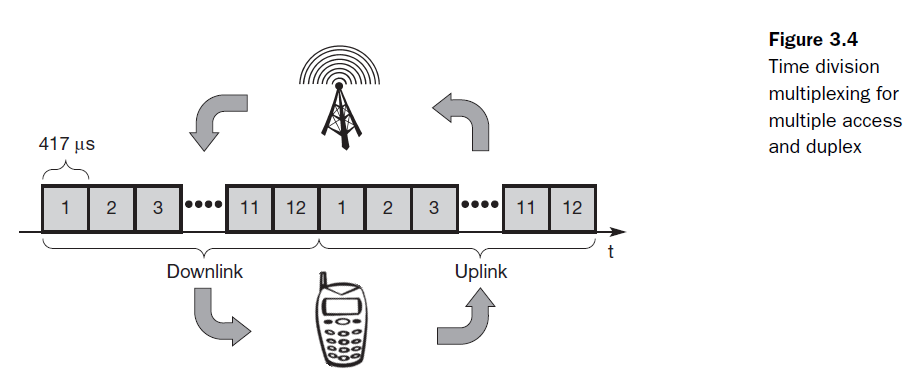 Figure 3.4
Time division
multiplexing for
multiple access
and duplex
417 μs
1 2 3 •••• 11 12 1 2 3 •••• 11 12
t
Downlink Uplink